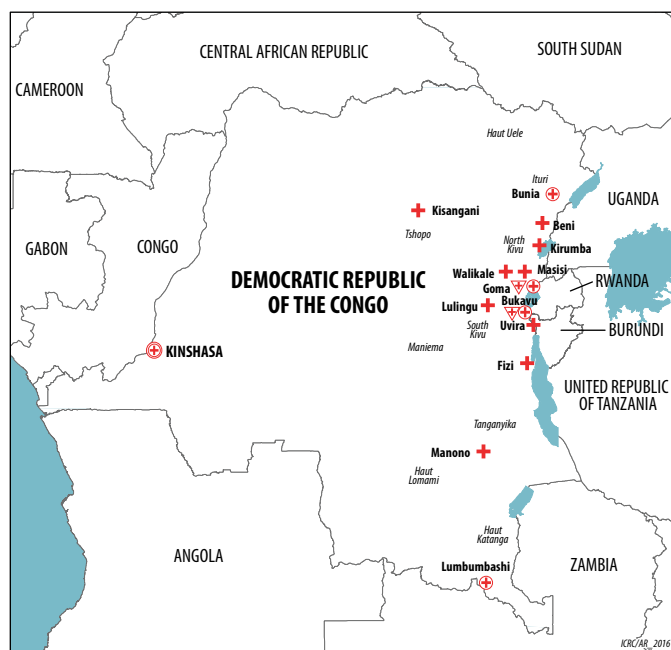 CENTRAL AFRICAN REPUBLIC
SOUTH SUDAN
CAMEROON
Haut Uele
Ituri
Bunia
UGANDA
Kisangani
Beni
Tshopo
North
Kivu
Kirumba
GABON
CONGO
DEMOCRATIC REPUBLIC
OF THE CONGO
Walikale
Masisi
Goma
RWANDA
Bukavu
Lulingu
South
Kivu
Uvira
BURUNDI
KINSHASA
Maniema
Fizi
UNITED REPUBLIC
OF TANZANIA
Tanganyika
Manono
Haut
Lomami
Haut
Katanga
ANGOLA
Lumbumbashi
ZAMBIA
ICRC/AR_2016